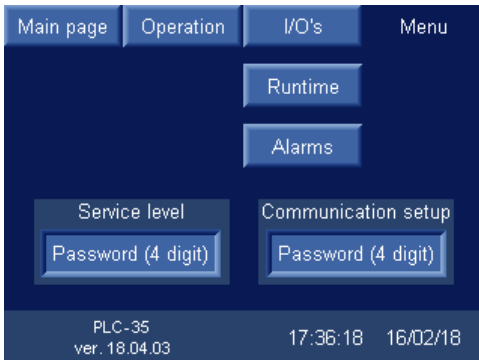 Main page Operation I/O's Menu
Runtime
Alarms
Service level Communication setup
Password (4 digit) Password (4 digit)
PLC-35
ver. 18.04.03 17:36:18 16/02/18